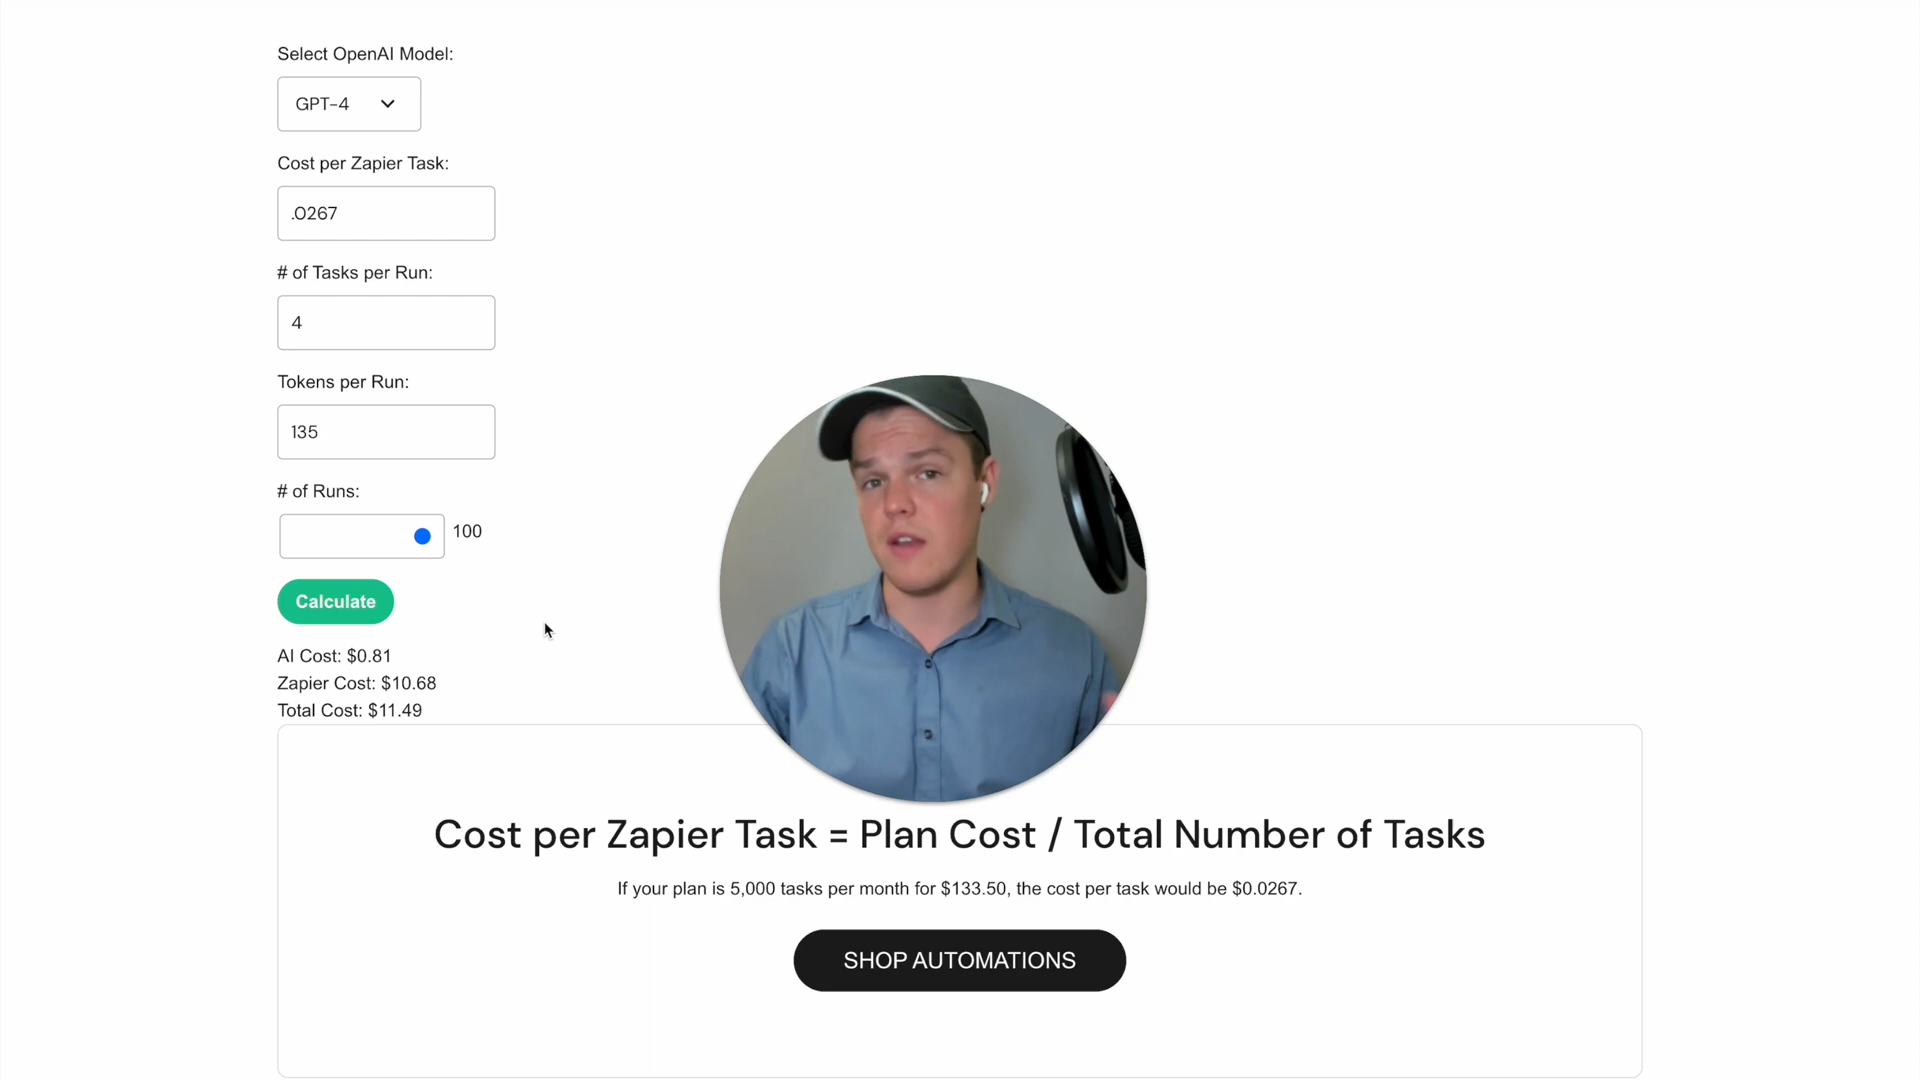 Select OpenAI Model:
GPT-4
Cost per Zapier Task:
.0267
# of Tasks per Run:
4
Tokens per Run:
135
# of Runs:
100
Calculate
AI Cost: $0.81
Zapier Cost: $10.68
Total Cost: $11.49
Cost per Zapier Task = Plan Cost / Total Number of Tasks
If your plan is 5,000 tasks per month for $133.50, the cost per task would be $0.0267.
SHOP AUTOMATIONS